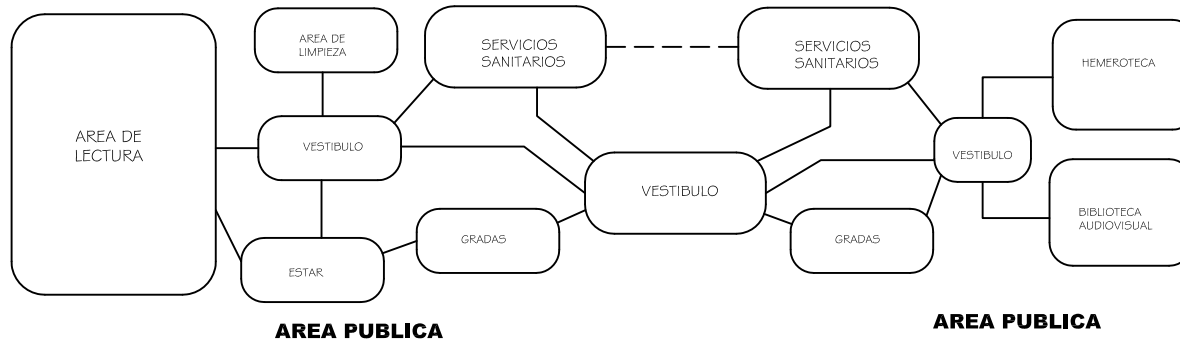 AREA DE
LECTURA
AREA DE
LIMPIEZA
VESTIBULO
ESTAR
SERVICIOS
SANITARIOS
GRADAS
VESTIBULO
SERVICIOS
SANITARIOS
GRADAS
VESTIBULO
HEMEROTECA
BIBLIOTECA
AUDIOVISUAL
AREA PUBLICA
AREA PUBLICA